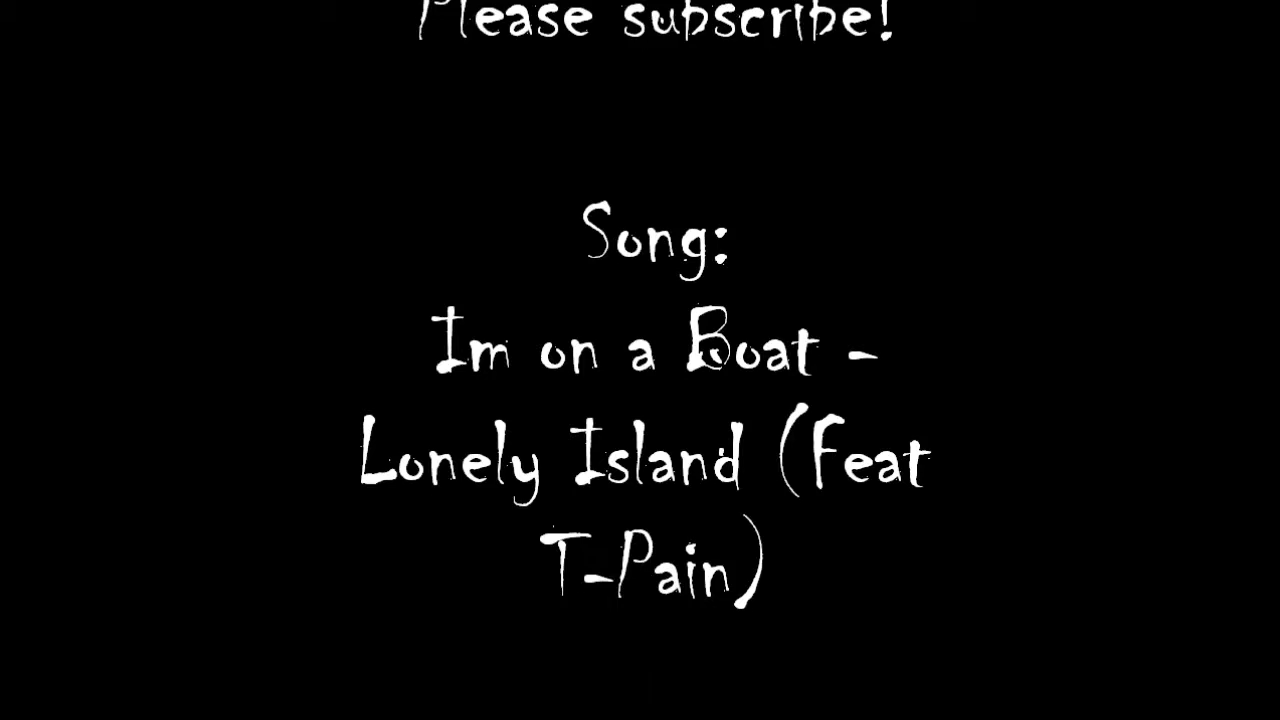 Please subscribe!
Song:
Im on a Boat -
Lonely Island (Feat
T-Pain)